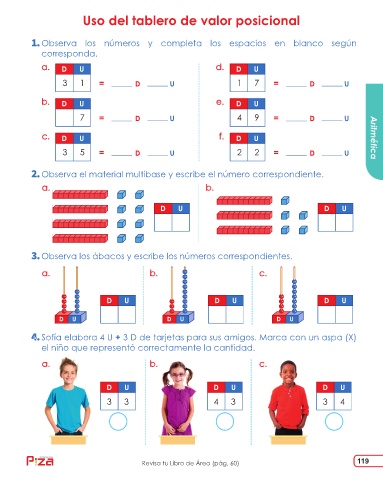 Uso del tablero de valor posicional
1. Observa los números y completa los espacios en blanco según
corresponda.
a. D U
3 1 = ____ D ____ U
d. D U
1 7 = ____ D ____ U
b. D U
7 = ____ D ____ U
e. D U
4 9 = ____ D ____ U
c. D U
3 5 = ____ D ____ U
f. D U
2 2 = ____ D ____ U
Aritmética
2. Observa el material multibase y escribe el número correspondiente.
a.
D U
b.
D U
3. Observa los ábacos y escribe los números correspondientes.
a.
D U
D U
b.
D U
D U
c.
D U
D U
4. Sofía elabora 4 U + 3 D de tarjetas para sus amigos. Marca con un aspa (X)
el niño que representó correctamente la cantidad.
a.
D U
3 3
b.
D U
4 3
c.
D U
3 4
Piza
Revisa tu Libro de Área (pág. 60)
119